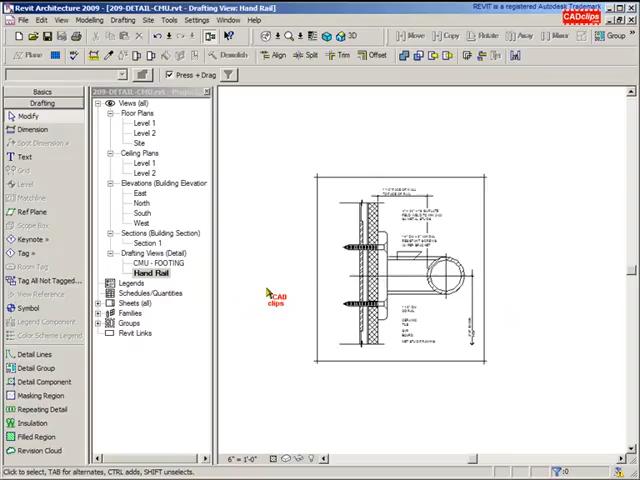 Revit Architecture 2009 - [209-DETAIL-CMU.rvt - Drafting View: Hand Rail]
REVIT is a registered Autodesk Trademark
CADclips
File Edit View Modelling Drafting Site Tools Settings Window Help
3D
Move Copy Rotate Array Mirror Group
Plane
Align Split Trim Offset
Press + Drag
Basics
Drafting
Modify
Dimension
Spot Dimension »
Text
Grid
Level
Matchline
Ref Plane
Scope Box
Keynote »
Tag »
Room Tag
Tag All Not Tagged...
View Reference
Symbol
Legend Component
Color Scheme Legend
Detail Lines
Detail Group
Detail Component
Masking Region
Repeating Detail
Insulation
Filled Region
Revision Cloud
Views (all)
Floor Plans
Level 1
Level 2
Site
Ceiling Plans
Level 1
Level 2
Elevations (Building Elevation
East
North
South
West
Sections (Building Section)
Section 1
Drafting Views (Detail)
CMU - FOOTING
Hand Rail
Legends
Schedules/Quantities
Sheets (all)
Families
Groups
Revit Links
CAD
clips
CERAMIC
TILE
6" = 1'-0"
Click to select, TAB for alternates, CTRL adds, SHIFT unselects.
:0